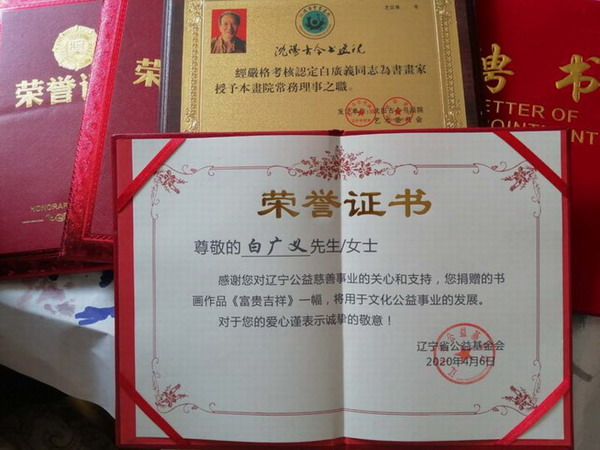 荣誉证
荣
HONORAR
沈阳古今书画院
經嚴格考核認定白廣義同志為書畫家
授予本畫院常務理事之職。
聘书
ETTER OF
OINTMENT
荣誉证书
尊敬的白广义先生/女士
感谢您对辽宁公益慈善事业的关心和支持，您捐赠的书
画作品《富贵吉祥》一幅，将用于文化公益事业的发展。
对于您的爱心谨表示诚挚的敬意！
辽宁省公益基金会
2020年4月6日